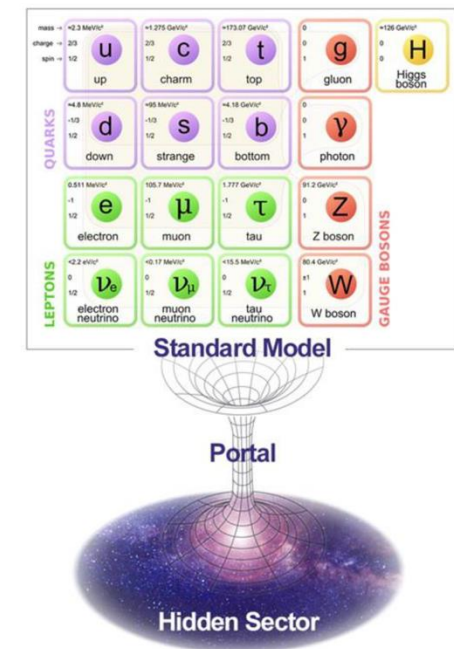 mass → ≈2.3 MeV/c² ≈1.275 GeV/c² ≈173.07 GeV/c² 0 ≈126 GeV/c²
charge → 2/3 2/3 2/3 0 0
spin → 1/2 1/2 1/2 1 0
u c t g H
up charm top gluon Higgs
boson
QUARKS
≈4.8 MeV/c² ≈95 MeV/c² ≈4.18 GeV/c² 0
-1/3 -1/3 -1/3 0
1/2 1/2 1/2 1
d s b γ
down strange bottom photon
0.511 MeV/c² 105.7 MeV/c² 1.777 GeV/c² 91.2 GeV/c²
-1 -1 -1 0
1/2 1/2 1/2 1
e μ τ Z
electron muon tau Z boson
LEPTONS
GAUGE BOSONS
<2.2 eV/c² <0.17 MeV/c² <15.5 MeV/c² 80.4 GeV/c²
0 0 0 ±1
1/2 1/2 1/2 1
νe νμ ντ W
electron muon tau W boson
neutrino neutrino neutrino
Standard Model
Portal
Hidden Sector